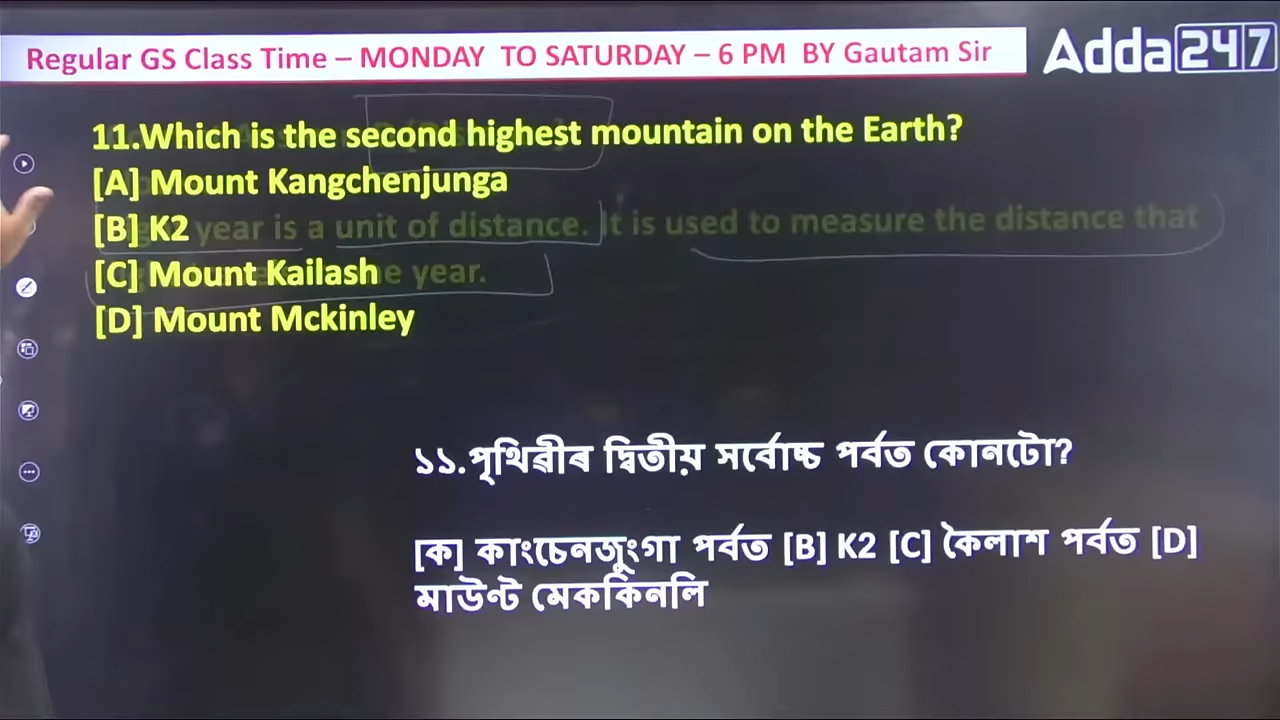 Regular GS Class Time – MONDAY TO SATURDAY – 6 PM BY Gautam Sir
Adda247
11.Which is the second highest mountain on the Earth?
[A] Mount Kangchenjunga
[B] K2
year is a unit of distance. It is used to measure the distance that
[C] Mount Kailash
e year.
[D] Mount Mckinley
১১.পৃথিৱীৰ দ্বিতীয় সৰ্বোচ্চ পৰ্বত কোনটো?
[ক] কাংচেনজুংগা পৰ্বত [B] K2 [C] কৈলাশ পৰ্বত [D]
মাউণ্ট মেককিনলি